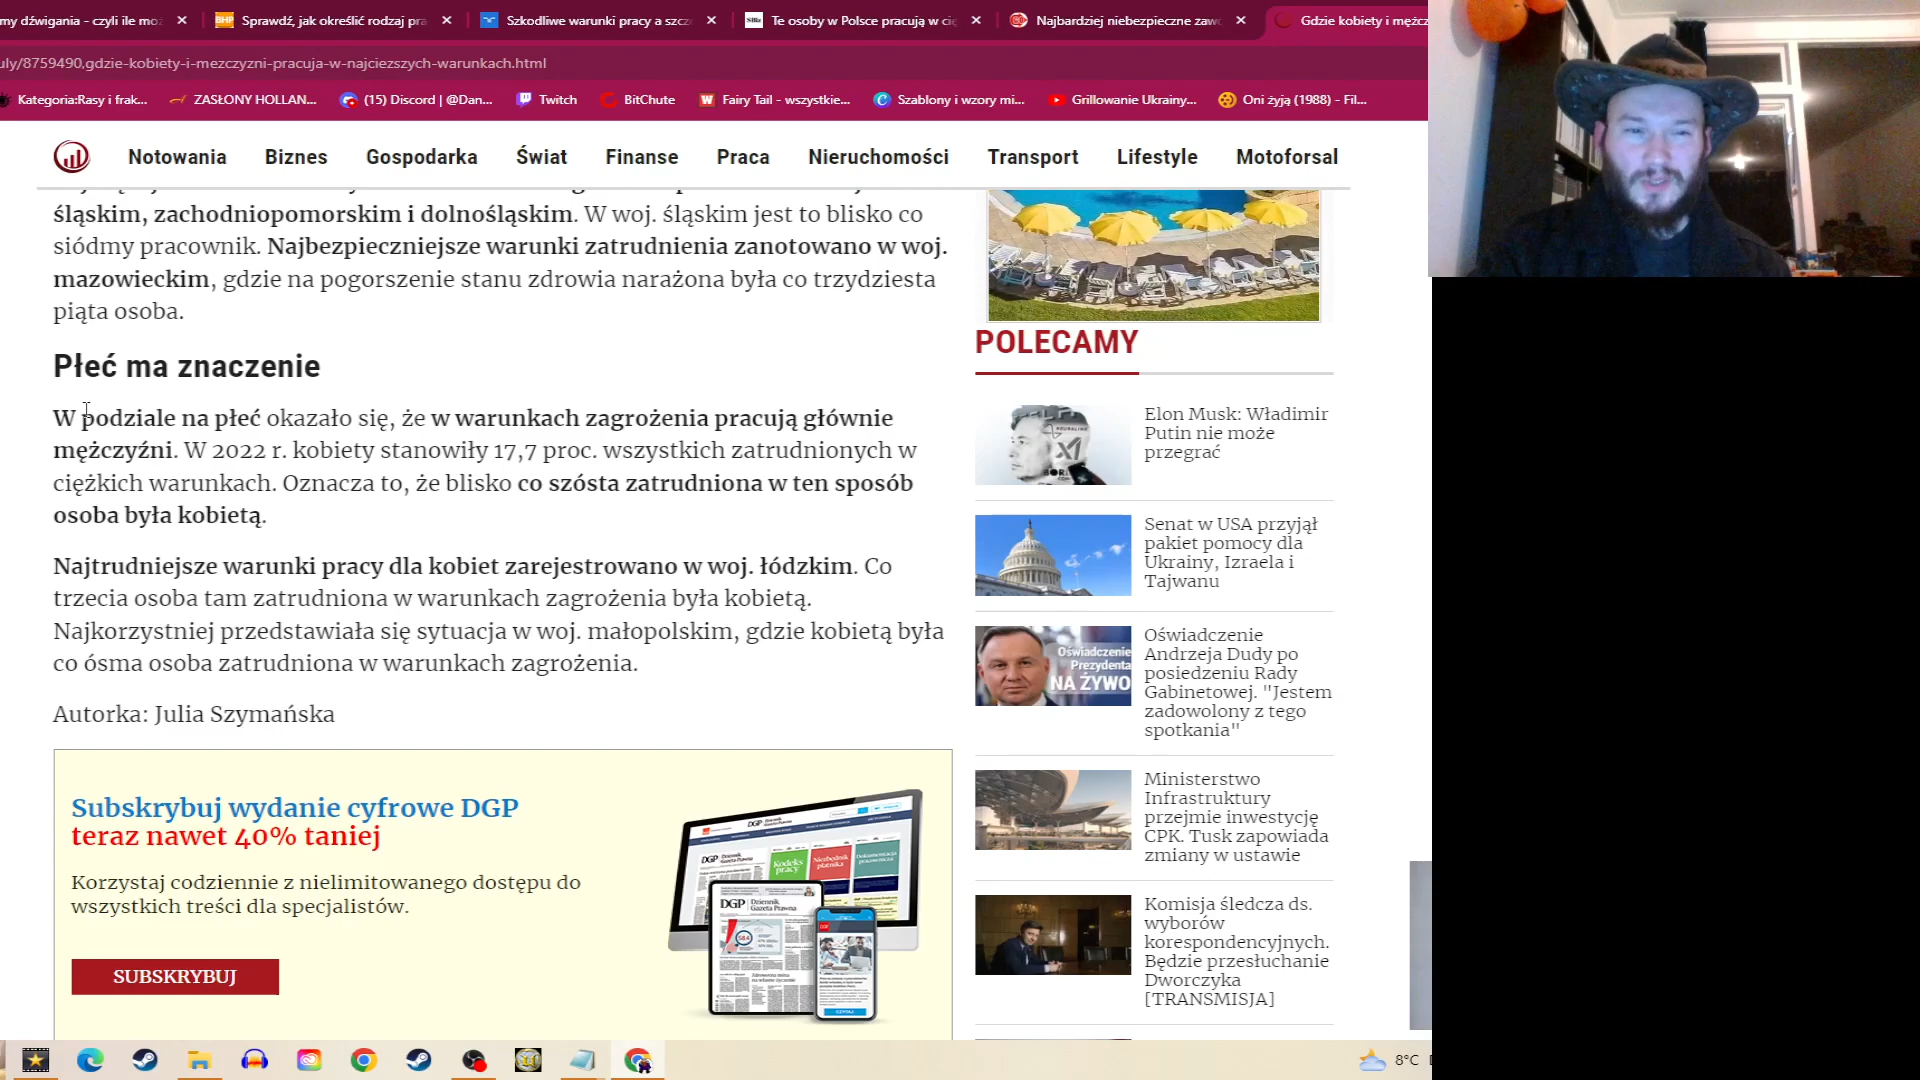 my dźwigania - czyli ile mo
Sprawdź, jak określić rodzaj pra
Szkodliwe warunki pracy a szcz
Te osoby w Polsce pracują w cię
Najbardziej niebezpieczne zawo
Gdzie kobiety i mężcz
uly/8759490,gdzie-kobiety-i-mezczyzni-pracuja-w-najciezszych-warunkach.html
Kategoria:Rasy i frak...
ZASŁONY HOLLAN...
(15) Discord | @Dan...
Twitch
BitChute
Fairy Tail - wszystkie...
Szablony i wzory mi...
Grillowanie Ukrainy...
Oni żyją (1988) - Fil...
Notowania
Biznes
Gospodarka
Świat
Finanse
Praca
Nieruchomości
Transport
Lifestyle
Motoforsal
śląskim, zachodniopomorskim i dolnośląskim. W woj. śląskim jest to blisko co
siódmy pracownik. Najbezpieczniejsze warunki zatrudnienia zanotowano w woj.
mazowieckim, gdzie na pogorszenie stanu zdrowia narażona była co trzydziesta
piąta osoba.
Płeć ma znaczenie
W podziale na płeć okazało się, że w warunkach zagrożenia pracują głównie
mężczyźni. W 2022 r. kobiety stanowiły 17,7 proc. wszystkich zatrudnionych w
ciężkich warunkach. Oznacza to, że blisko co szósta zatrudniona w ten sposób
osoba była kobietą.
Najtrudniejsze warunki pracy dla kobiet zarejestrowano w woj. łódzkim. Co
trzecia osoba tam zatrudniona w warunkach zagrożenia była kobietą.
Najkorzystniej przedstawiała się sytuacja w woj. małopolskim, gdzie kobietą była
co ósma osoba zatrudniona w warunkach zagrożenia.
Autorka: Julia Szymańska
Subskrybuj wydanie cyfrowe DGP
teraz nawet 40% taniej
Korzystaj codziennie z nielimitowanego dostępu do
wszystkich treści dla specjalistów.
SUBSKRYBUJ
POLECAMY
Elon Musk: Władimir
Putin nie może
przegrać
Senat w USA przyjął
pakiet pomocy dla
Ukrainy, Izraela i
Tajwanu
Oświadczenie
Prezydenta
NA ŻYWO
Oświadczenie
Andrzeja Dudy po
posiedzeniu Rady
Gabinetowej. "Jestem
zadowolony z tego
spotkania"
Ministerstwo
Infrastruktury
przejmie inwestycję
CPK. Tusk zapowiada
zmiany w ustawie
Komisja śledcza ds.
wyborów
korespondencyjnych.
Będzie przesłuchanie
Dworczyka
[TRANSMISJA]
8°C